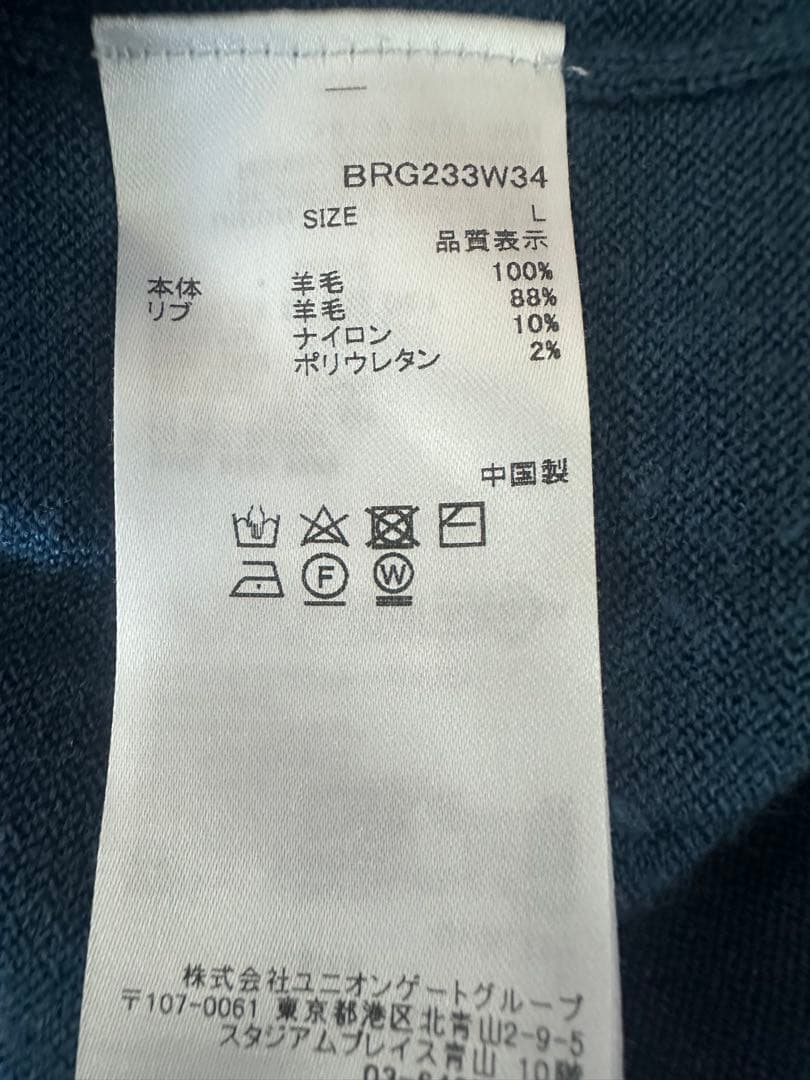 BRG233W34
SIZE L
品質表示
本体 羊毛 100%
リブ 羊毛 88%
ナイロン 10%
ポリウレタン 2%
中国製
F W
株式会社ユニオンゲートグループ
〒107-0061 東京都港区北青山2-9-5
スタジアムプレイス青山 10階